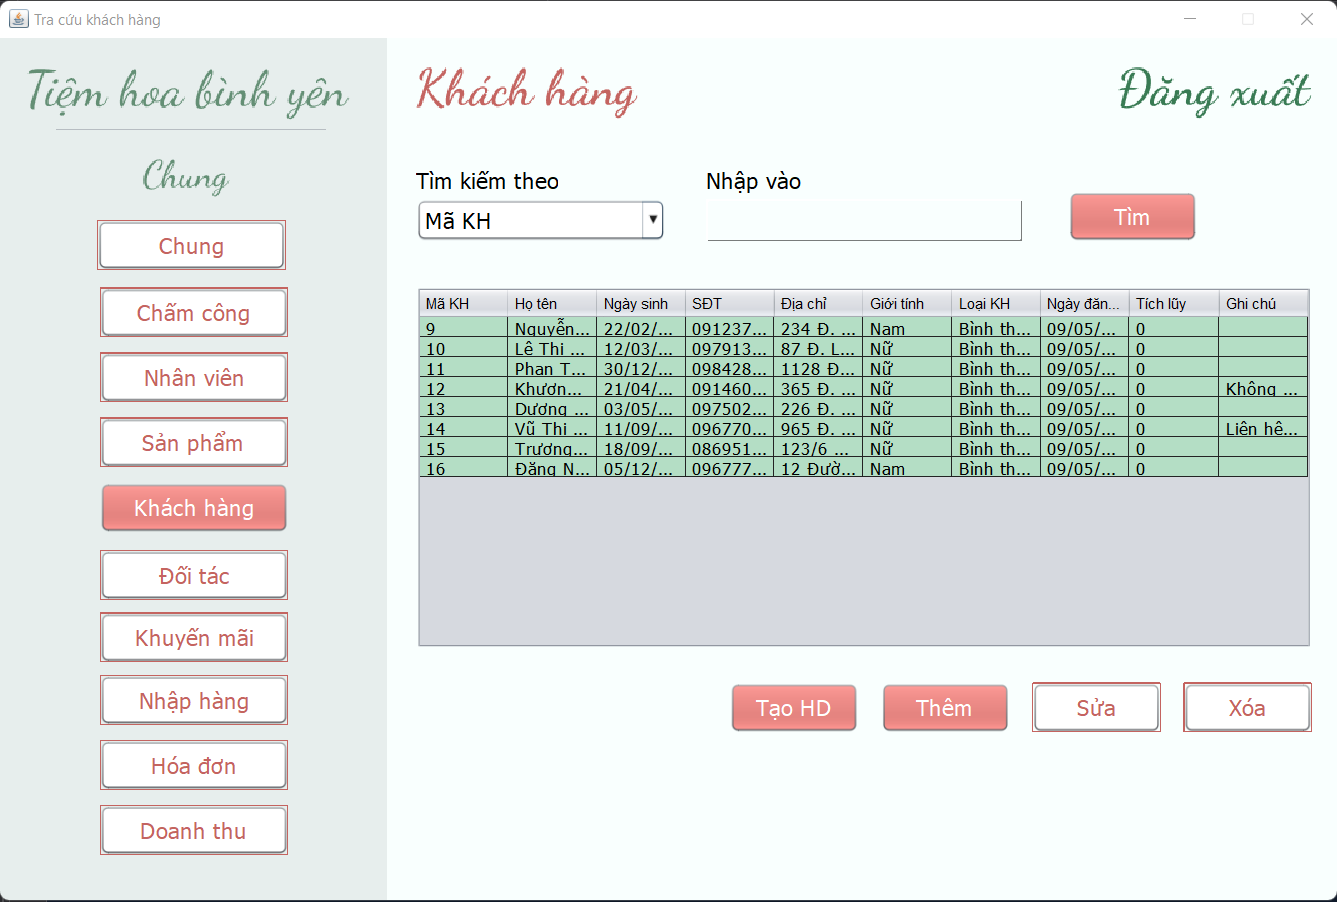 Tra cứu khách hàng
Tiệm hoa bình yên
Chung
Chung
Chấm công
Nhân viên
Sản phẩm
Khách hàng
Đối tác
Khuyến mãi
Nhập hàng
Hóa đơn
Doanh thu
Khách hàng
Đăng xuất
Tìm kiếm theo
Nhập vào
Mã KH
Tìm
Mã KH Họ tên Ngày sinh SĐT Địa chỉ Giới tính Loại KH Ngày đăn... Tích lũy Ghi chú
9 Nguyễn... 22/02/... 091237... 234 Đ. ... Nam Bình th... 09/05/... 0
10 Lê Thi ... 12/03/... 097913... 87 Đ. L... Nữ Bình th... 09/05/... 0
11 Phan T... 30/12/... 098428... 1128 Đ... Nữ Bình th... 09/05/... 0
12 Khươn... 21/04/... 091460... 365 Đ. ... Nữ Bình th... 09/05/... 0 Không ...
13 Dương ... 03/05/... 097502... 226 Đ. ... Nữ Bình th... 09/05/... 0
14 Vũ Thi ... 11/09/... 096770... 965 Đ. ... Nữ Bình th... 09/05/... 0 Liên hê...
15 Trương... 18/09/... 086951... 123/6 ... Nữ Bình th... 09/05/... 0
16 Đăng N... 05/12/... 096777... 12 Đườ... Nam Bình th... 09/05/... 0
Tạo HD
Thêm
Sửa
Xóa